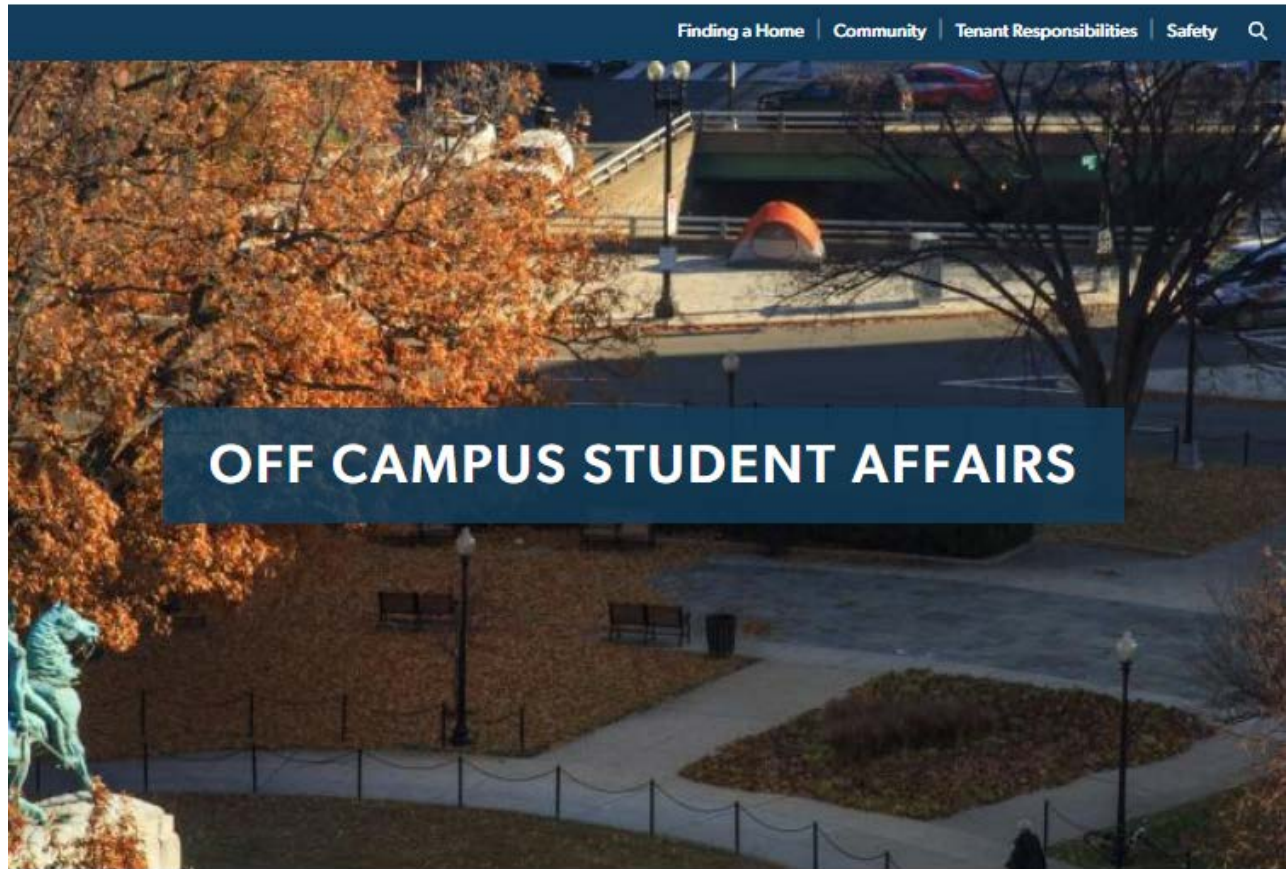 Finding a Home | Community | Tenant Responsibilities | Safety
OFF CAMPUS STUDENT AFFAIRS